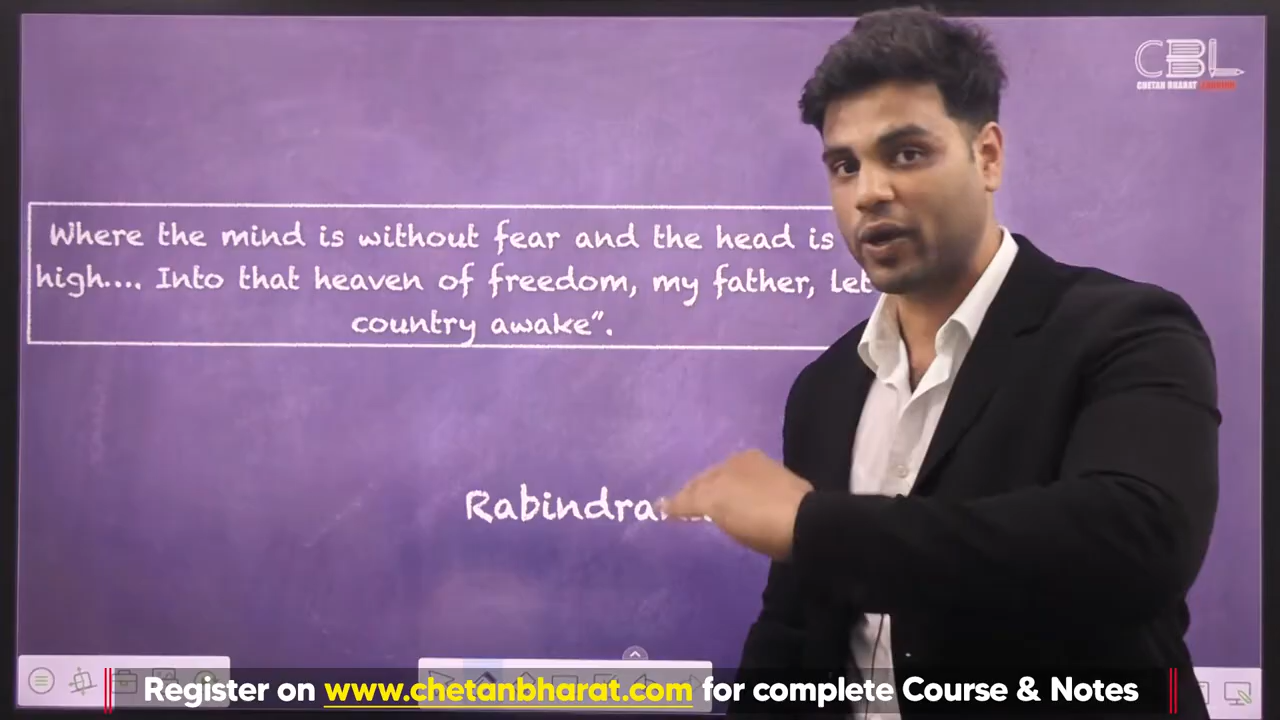 CBL
CHETAN BHARAT LEARNING
Where the mind is without fear and the head is
high.... Into that heaven of freedom, my father, let
country awake”.
Register on www.chetanbharat.com for complete Course & Notes